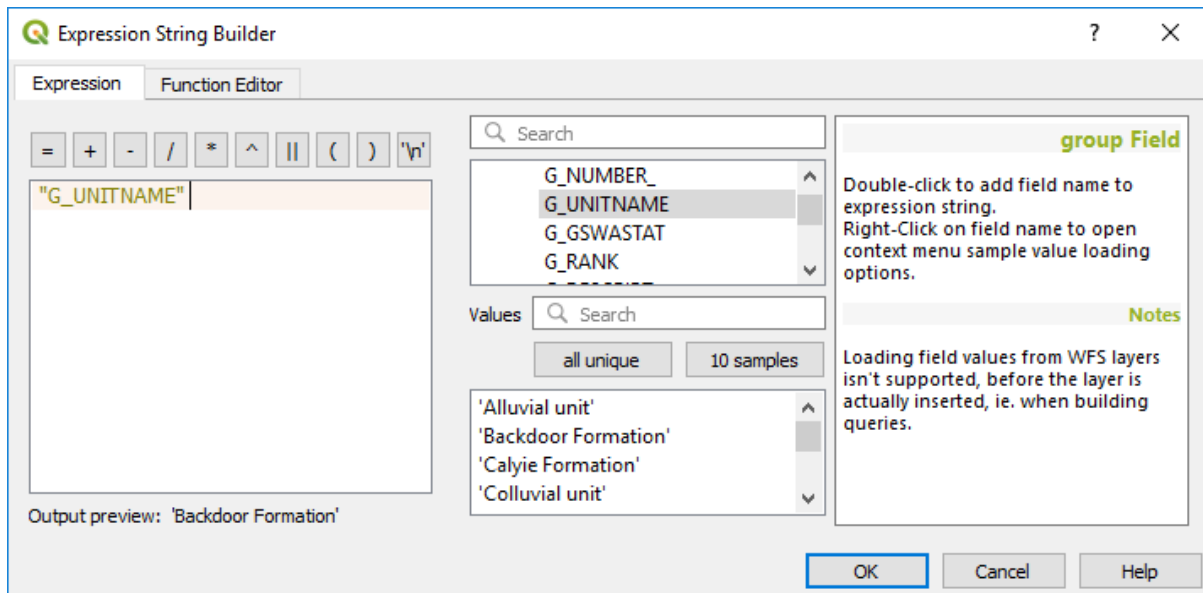 Expression String Builder
?
Expression
Function Editor
= + - / * ^ || ( ) '\n'
"G_UNITNAME"
Output preview: 'Backdoor Formation'
Search
G_NUMBER_
G_UNITNAME
G_GSWASTAT
G_RANK
Values
Search
all unique
10 samples
'Alluvial unit'
'Backdoor Formation'
'Calyie Formation'
'Colluvial unit'
group Field
Double-click to add field name to
expression string.
Right-Click on field name to open
context menu sample value loading
options.
Notes
Loading field values from WFS layers
isn't supported, before the layer is
actually inserted, ie. when building
queries.
OK
Cancel
Help